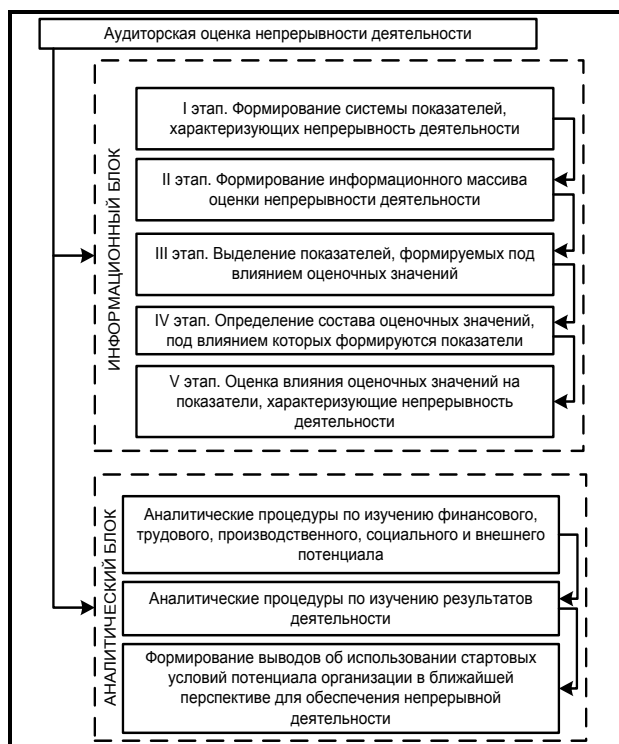 Аудиторская оценка непрерывности деятельности
ИНФОРМАЦИОННЫЙ БЛОК
I этап. Формирование системы показателей,
характеризующих непрерывность деятельности
II этап. Формирование информационного массива
оценки непрерывности деятельности
III этап. Выделение показателей, формируемых под
влиянием оценочных значений
IV этап. Определение состава оценочных значений,
под влиянием которых формируются показатели
V этап. Оценка влияния оценочных значений на
показатели, характеризующие непрерывность
деятельности
АНАЛИТИЧЕСКИЙ БЛОК
Аналитические процедуры по изучению финансового,
трудового, производственного, социального и внешнего
потенциала
Аналитические процедуры по изучению результатов
деятельности
Формирование выводов об использовании стартовых
условий потенциала организации в ближайшей
перспективе для обеспечения непрерывной
деятельности